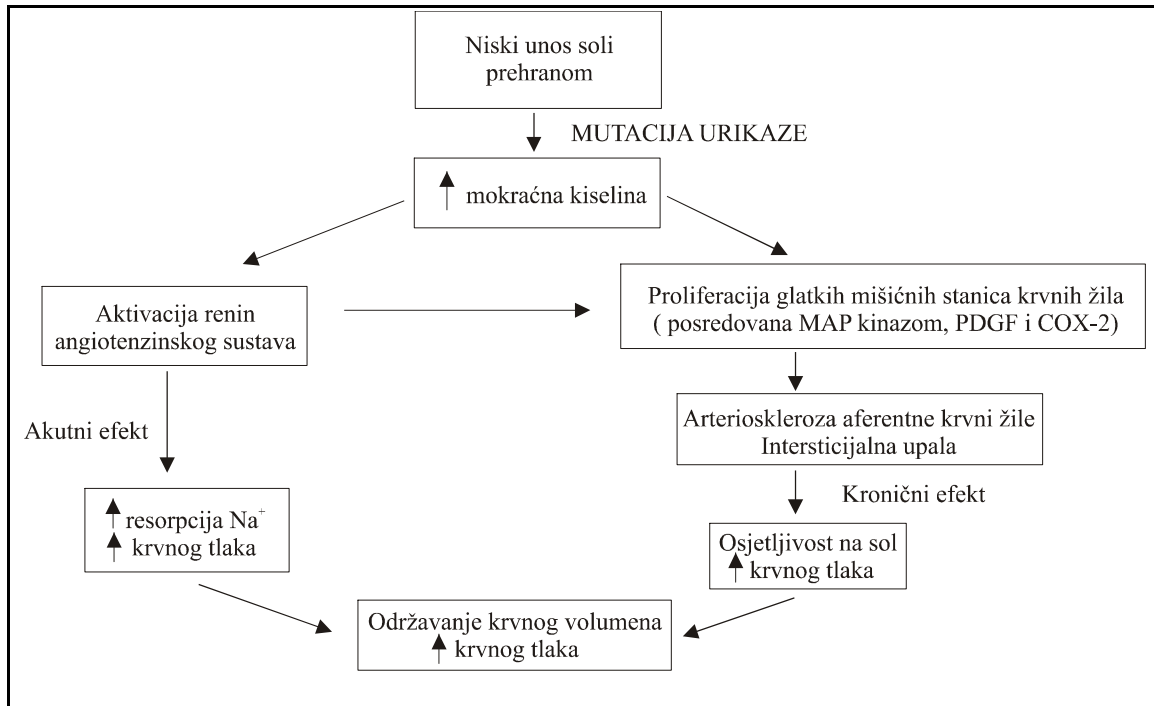 Niski unos soli
prehranom
MUTACIJA URIKAZE
↑ mokraćna kiselina
Aktivacija renin
angiotenzinskog sustava
Proliferacija glatkih mišićnih stanica krvnih žila
( posredovana MAP kinazom, PDGF i COX-2)
Akutni efekt
Arterioskleroza aferentne krvni žile
Intersticijalna upala
Kronični efekt
↑ resorpcija Na⁺
↑ krvnog tlaka
Osjetljivost na sol
↑ krvnog tlaka
Održavanje krvnog volumena
↑ krvnog tlaka